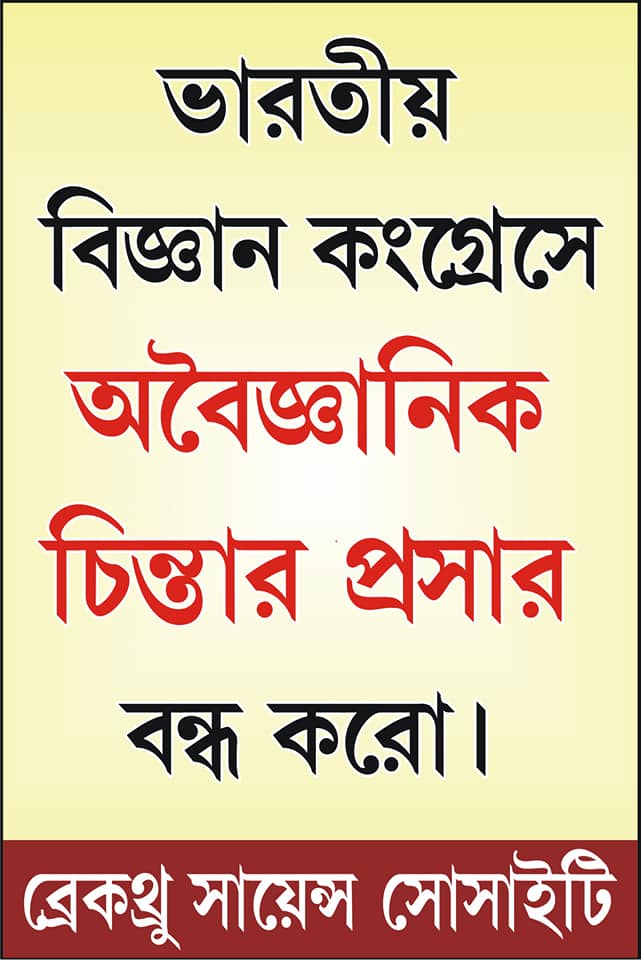 ভারতীয়
বিজ্ঞান কংগ্রেসে
অবৈজ্ঞানিক
চিন্তার প্রসার
বন্ধ করো।
ব্রেকথ্রু সায়েন্স সোসাইটি